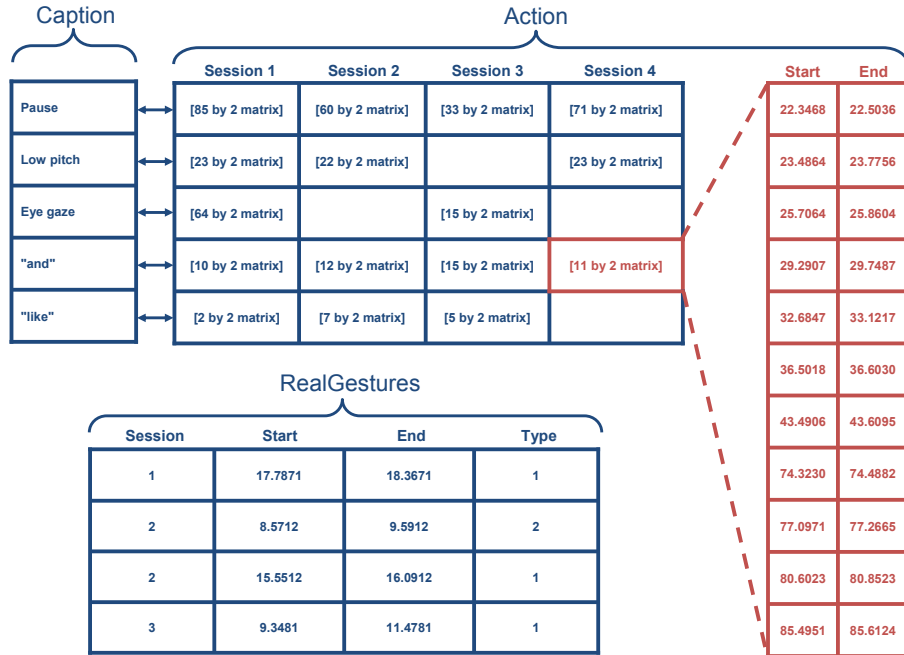 Caption
Action
Session 1 Session 2 Session 3 Session 4
Start End
Pause [85 by 2 matrix] [60 by 2 matrix] [33 by 2 matrix] [71 by 2 matrix]
22.3468 22.5036
Low pitch [23 by 2 matrix] [22 by 2 matrix] [23 by 2 matrix]
23.4864 23.7756
Eye gaze [64 by 2 matrix] [15 by 2 matrix]
25.7064 25.8604
"and" [10 by 2 matrix] [12 by 2 matrix] [15 by 2 matrix] [11 by 2 matrix]
29.2907 29.7487
"like" [2 by 2 matrix] [7 by 2 matrix] [5 by 2 matrix]
32.6847 33.1217
36.5018 36.6030
43.4906 43.6095
74.3230 74.4882
77.0971 77.2665
80.6023 80.8523
85.4951 85.6124
RealGestures
Session Start End Type
1 17.7871 18.3671 1
2 8.5712 9.5912 2
2 15.5512 16.0912 1
3 9.3481 11.4781 1